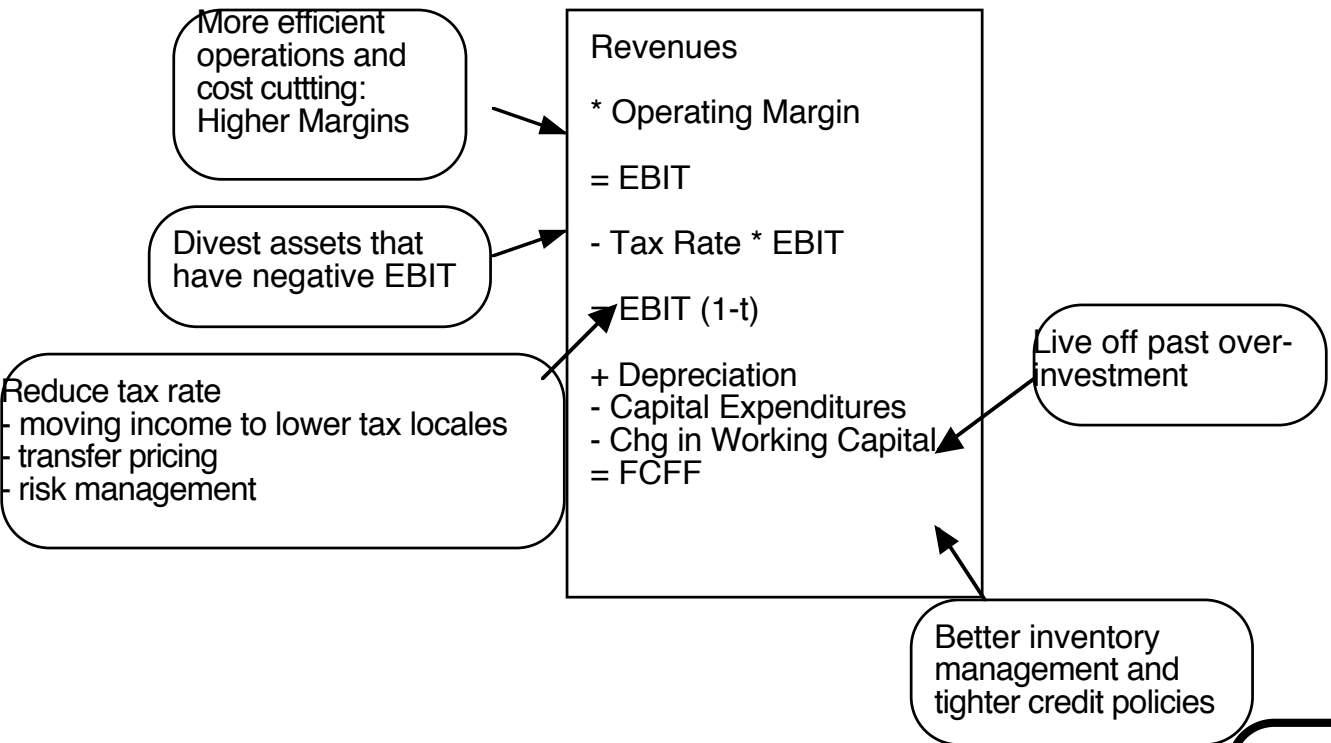 More efficient
operations and
cost cuttting:
Higher Margins
Divest assets that
have negative EBIT
Reduce tax rate
- moving income to lower tax locales
- transfer pricing
- risk management
Revenues
* Operating Margin
= EBIT
- Tax Rate * EBIT
= EBIT (1-t)
+ Depreciation
- Capital Expenditures
- Chg in Working Capital
= FCFF
Live off past over-
investment
Better inventory
management and
tighter credit policies